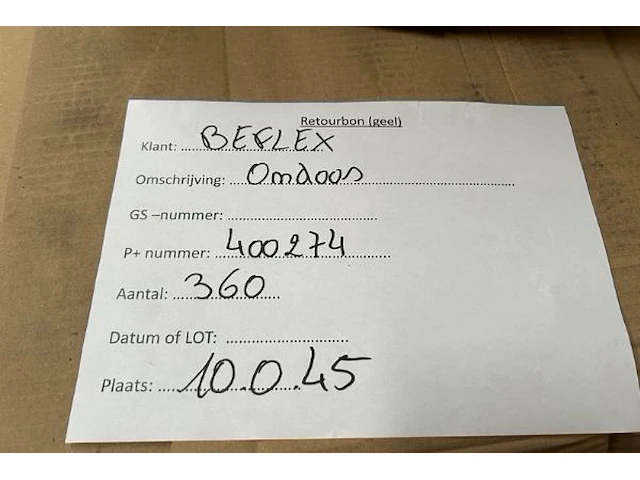 Retourbon (geel)
Klant: BEFLEX
Omschrijving: Omdoos
GS –nummer:
P+ nummer: 400274
Aantal: 360
Datum of LOT:
Plaats: 10.0.45